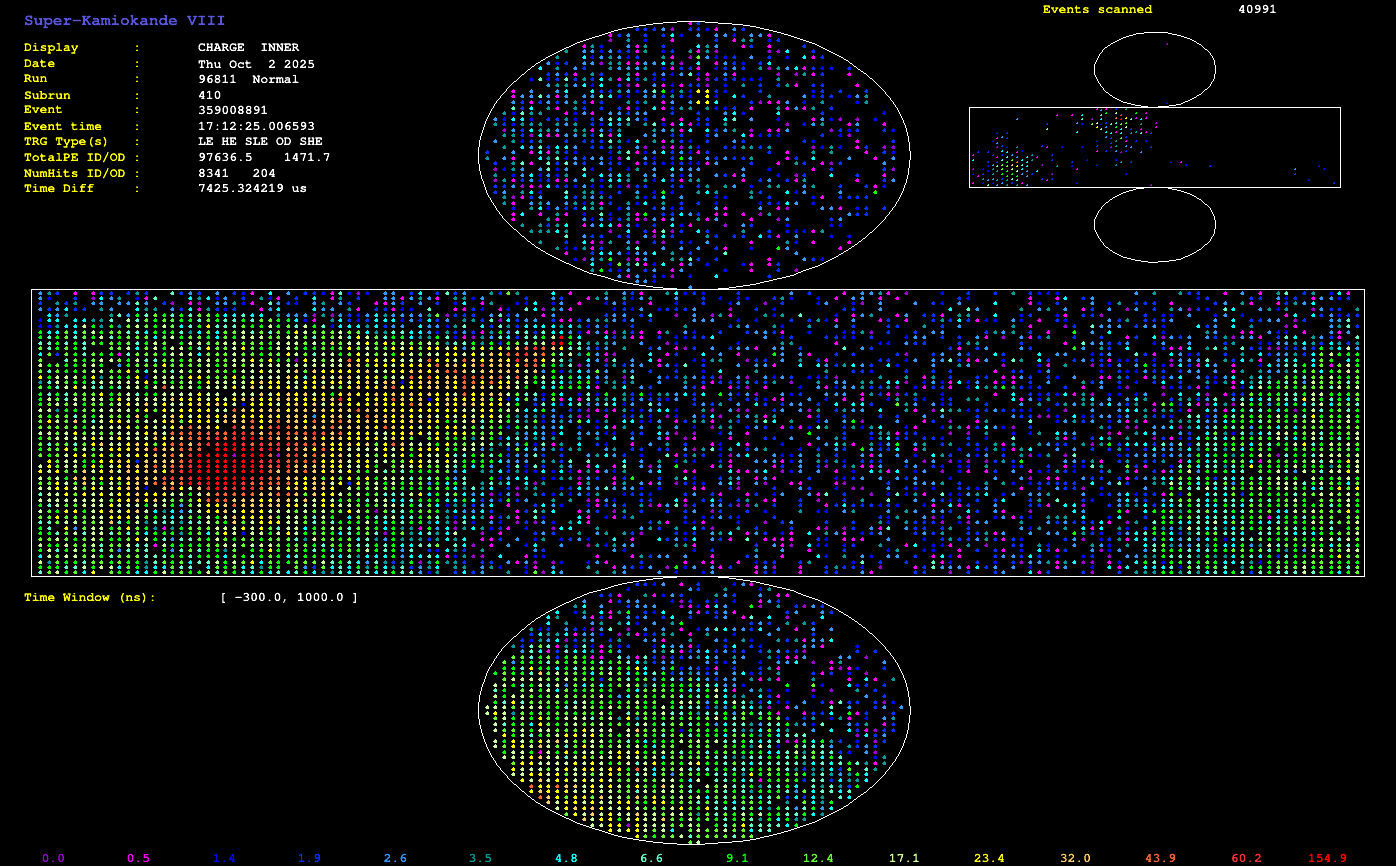 Super-Kamiokande VIII
Events scanned 40991
Display : CHARGE INNER
Date : Thu Oct 2 2025
Run : 96811 Normal
Subrun : 410
Event : 359008891
Event time : 17:12:25.006593
TRG Type(s) : LE HE SLE OD SHE
TotalPE ID/OD : 97636.5 1471.7
NumHits ID/OD : 8341 204
Time Diff : 7425.324219 us
Time Window (ns): [ -300.0, 1000.0 ]
0.0 0.5 1.4 1.9 2.6 3.5 4.8 6.6 9.1 12.4 17.1 23.4 32.0 43.9 60.2 154.9